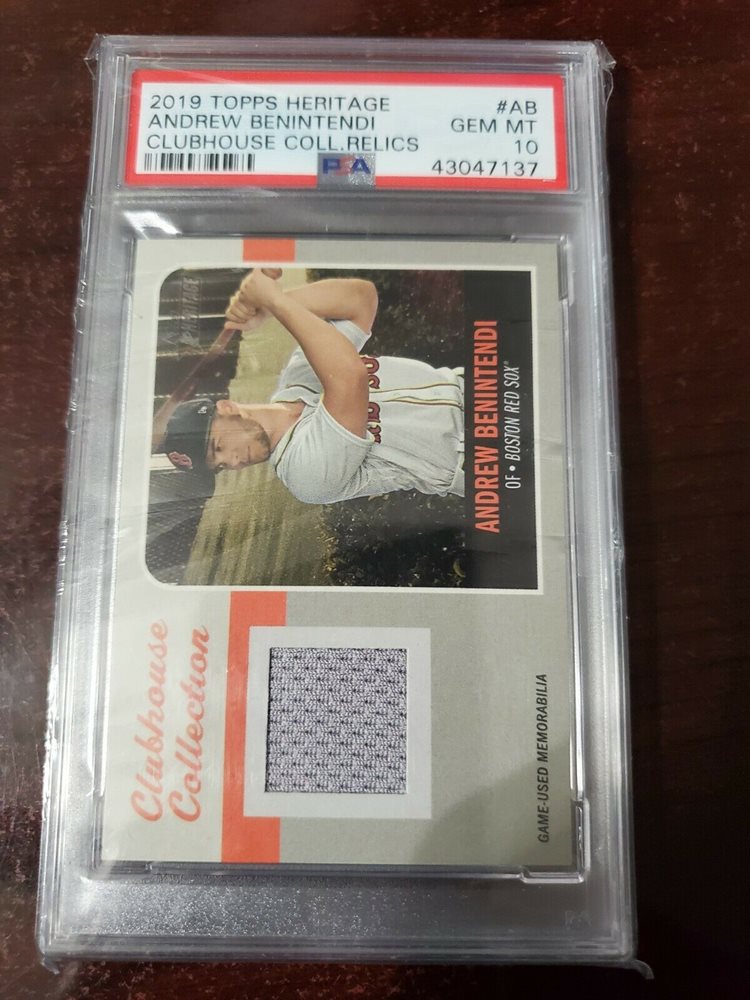 2019 TOPPS HERITAGE #AB
ANDREW BENINTENDI GEM MT
CLUBHOUSE COLL.RELICS 10
PSA 43047137
HERITAGE
ANDREW BENINTENDI
OF • BOSTON RED SOX®
Clubhouse
Collection
GAME-USED MEMORABILIA